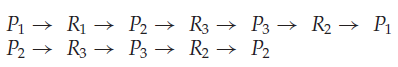 P₁ → R₁ → P₂ → R₃ → P₃ → R₂ → P₁
P₂ → R₃ → P₃ → R₂ → P₂